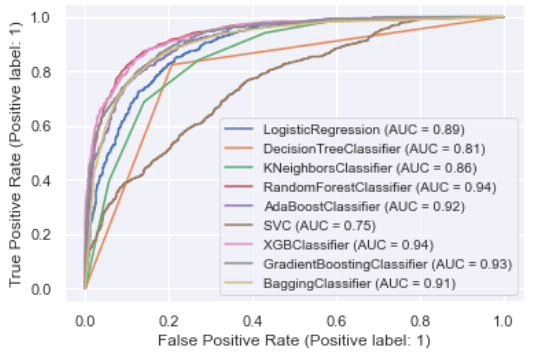 True Positive Rate (Positive label: 1)
1.0
0.8
0.6
0.4
0.2
0.0
LogisticRegression (AUC = 0.89)
DecisionTreeClassifier (AUC = 0.81)
KNeighborsClassifier (AUC = 0.86)
RandomForestClassifier (AUC = 0.94)
AdaBoostClassifier (AUC = 0.92)
SVC (AUC = 0.75)
XGBClassifier (AUC = 0.94)
GradientBoostingClassifier (AUC = 0.93)
BaggingClassifier (AUC = 0.91)
0.0 0.2 0.4 0.6 0.8 1.0
False Positive Rate (Positive label: 1)